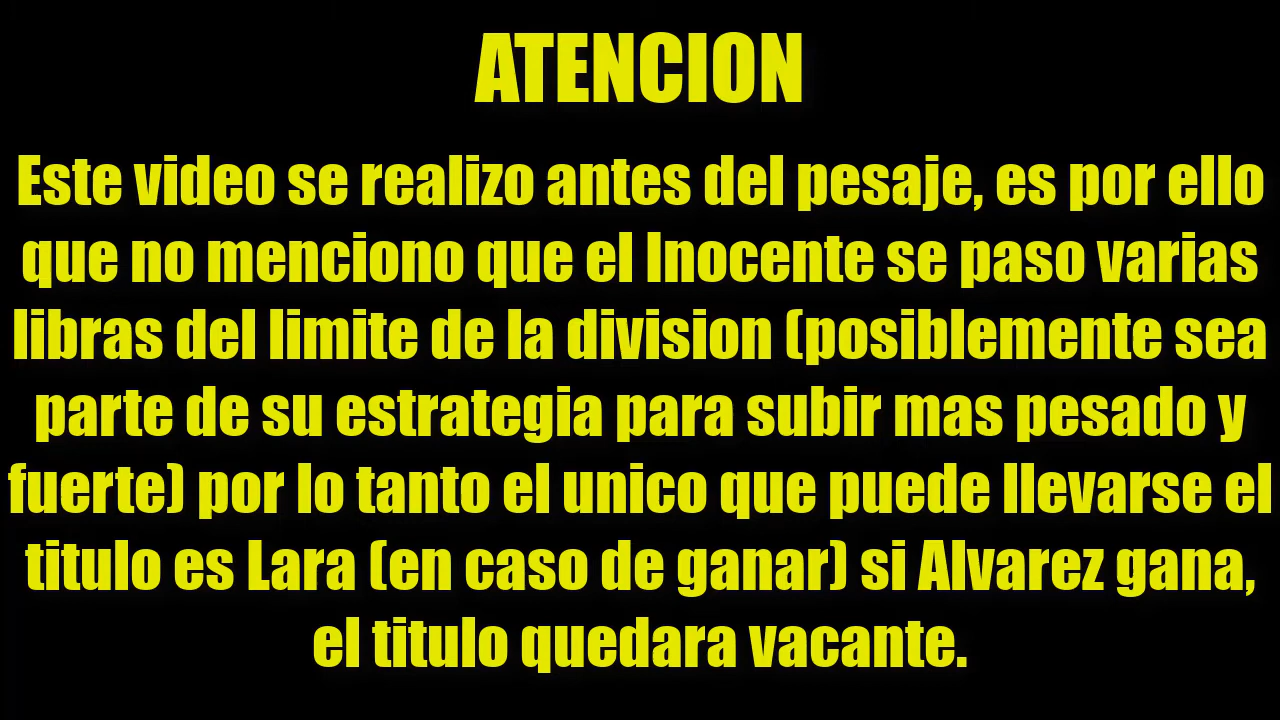 ATENCION
Este video se realizo antes del pesaje, es por ello
que no menciono que el Inocente se paso varias
libras del limite de la division (posiblemente sea
parte de su estrategia para subir mas pesado y
fuerte) por lo tanto el unico que puede llevarse el
titulo es Lara (en caso de ganar) si Alvarez gana,
el titulo quedara vacante.